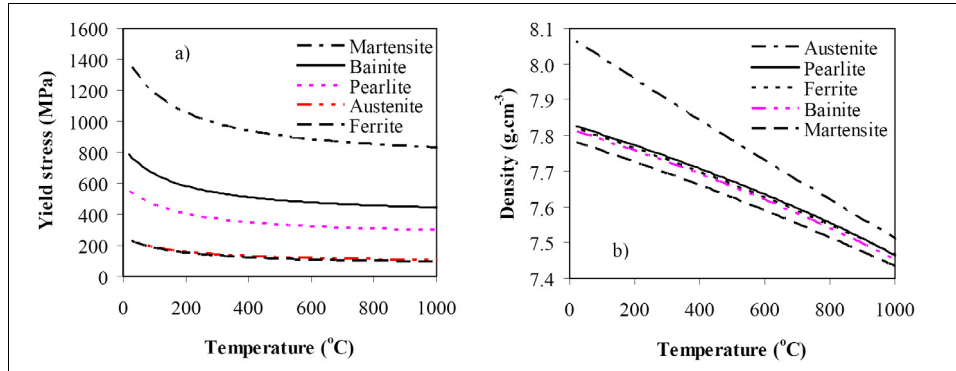 a)
Martensite
Bainite
Pearlite
Austenite
Ferrite
Yield stress (MPa)
1600
1400
1200
1000
800
600
400
200
0
0 200 400 600 800 1000
Temperature (°C)
b)
Austenite
Pearlite
Ferrite
Bainite
Martensite
Density (g.cm⁻³)
8.1
8.0
7.9
7.8
7.7
7.6
7.5
7.4
0 200 400 600 800 1000
Temperature (°C)